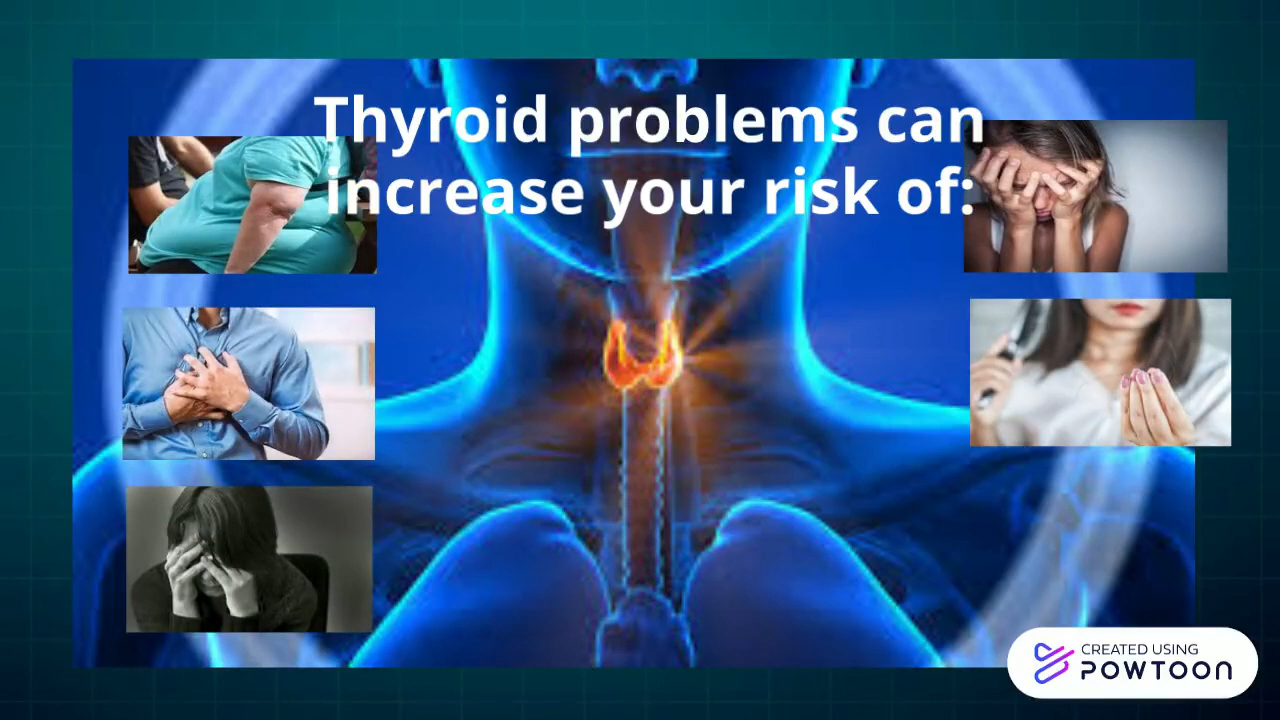 Thyroid problems can
increase your risk of:
CREATED USING
POWTOON